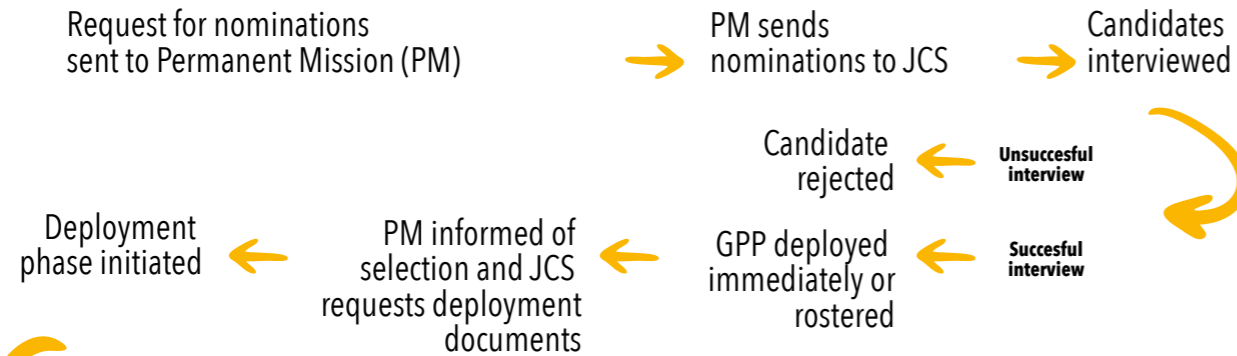 Request for nominations
sent to Permanent Mission (PM)
PM sends
nominations to JCS
Candidates
interviewed
Unsuccesful
interview
Candidate
rejected
Succesful
interview
GPP deployed
immediately or
rostered
PM informed of
selection and JCS
requests deployment
documents
Deployment
phase initiated